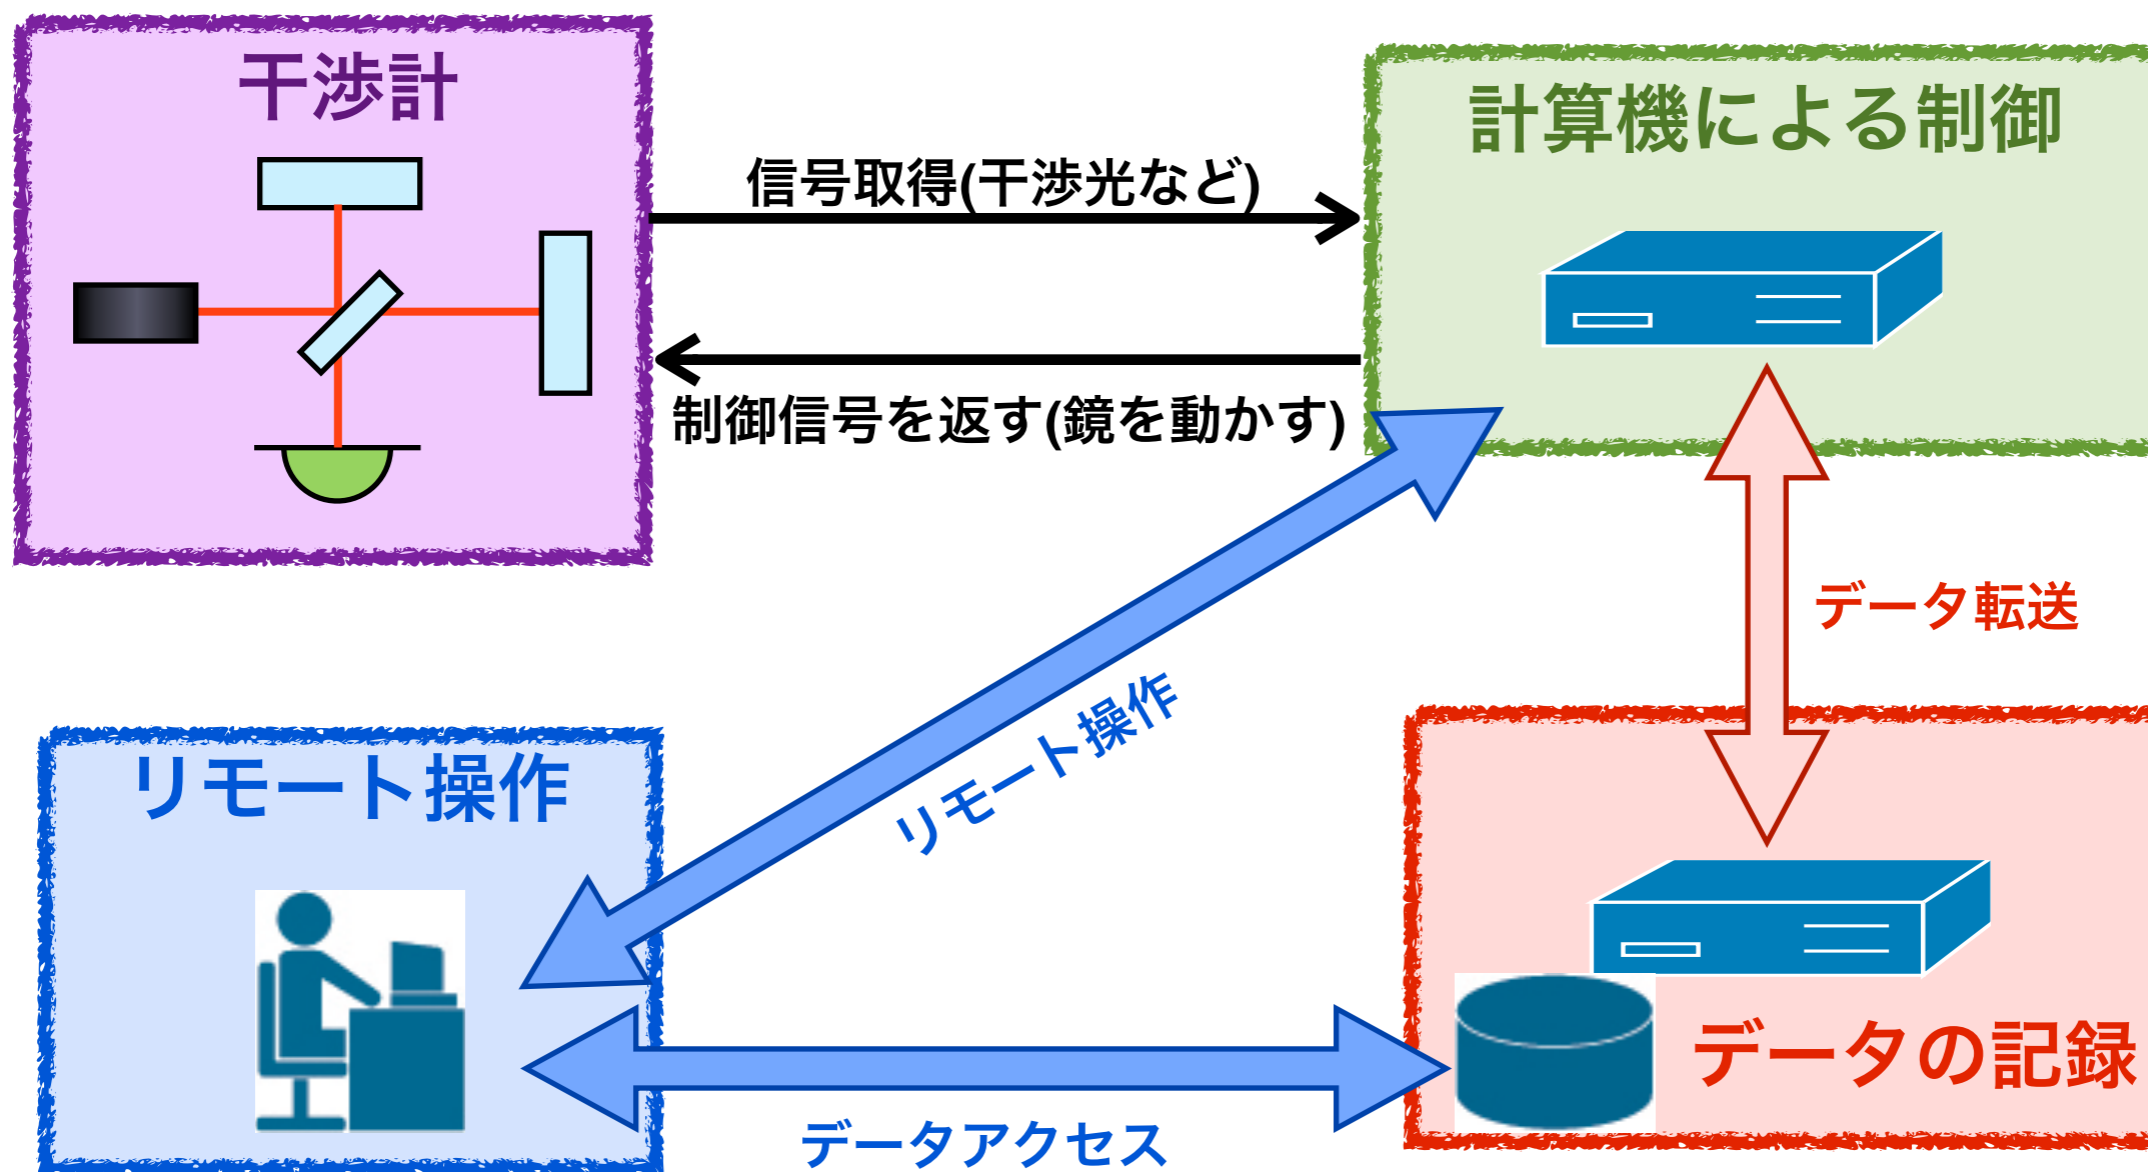 干渉計
計算機による制御
信号取得(干渉光など)
制御信号を返す(鏡を動かす)
データ転送
リモート操作
リモート操作
データの記録
データアクセス